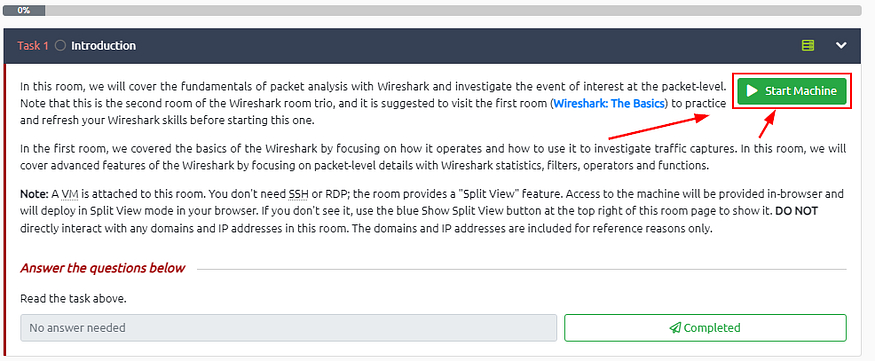 0%
Task 1 Introduction
In this room, we will cover the fundamentals of packet analysis with Wireshark and investigate the event of interest at the packet-level.
Start Machine
Note that this is the second room of the Wireshark room trio, and it is suggested to visit the first room (Wireshark: The Basics) to practice
and refresh your Wireshark skills before starting this one.
In the first room, we covered the basics of the Wireshark by focusing on how it operates and how to use it to investigate traffic captures. In this room, we will
cover advanced features of the Wireshark by focusing on packet-level details with Wireshark statistics, filters, operators and functions.
Note: A VM is attached to this room. You don't need SSH or RDP; the room provides a "Split View" feature. Access to the machine will be provided in-browser and
will deploy in Split View mode in your browser. If you don't see it, use the blue Show Split View button at the top right of this room page to show it. DO NOT
directly interact with any domains and IP addresses in this room. The domains and IP addresses are included for reference reasons only.
Answer the questions below
Read the task above.
No answer needed
Completed